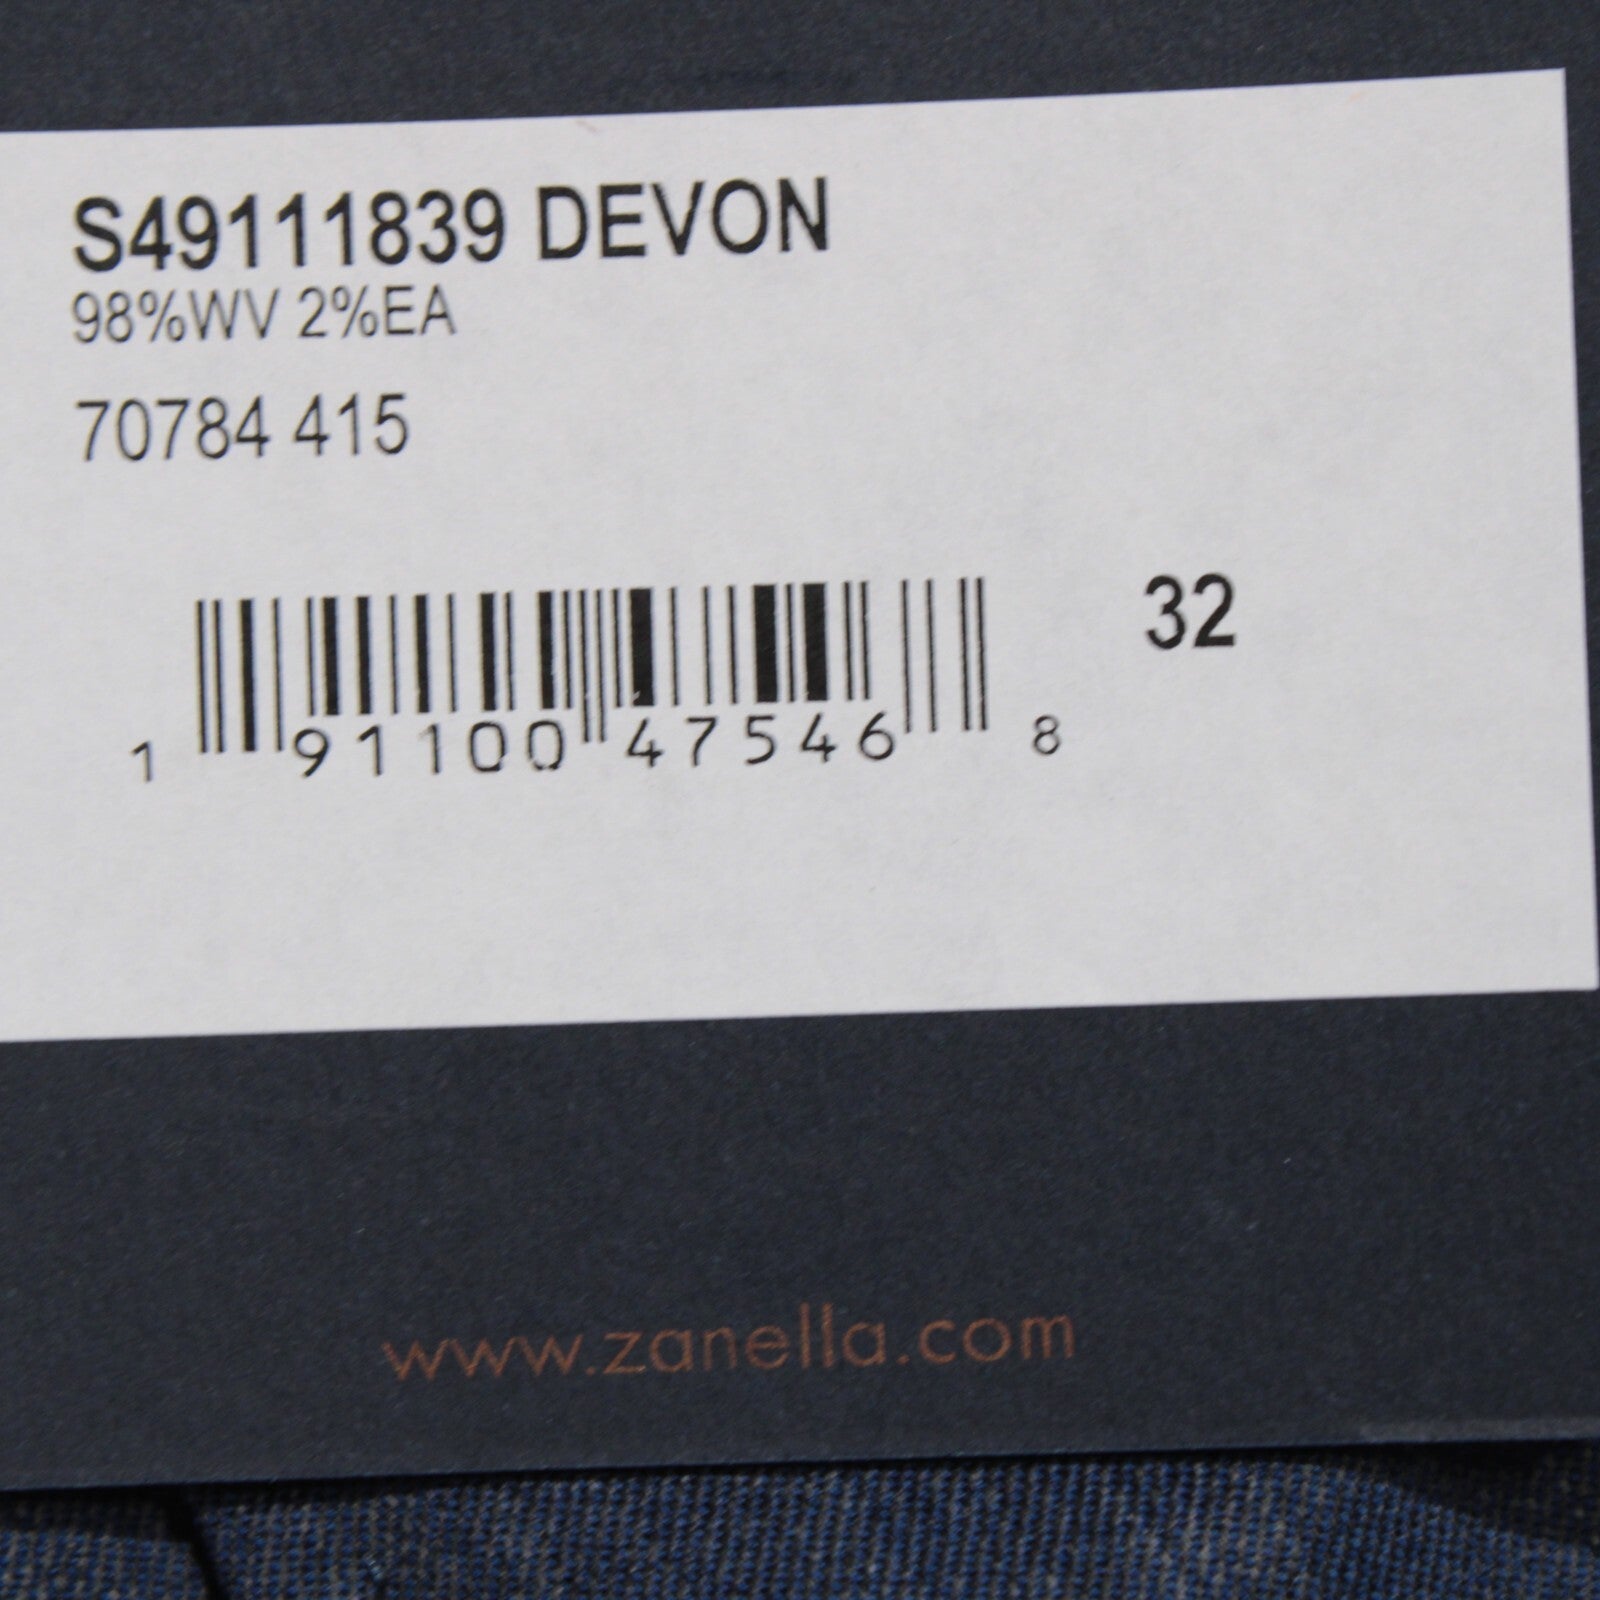 S49111839 DEVON
98%WV 2%EA
70784 415
32
1 91100 47546 8
www.zanella.com